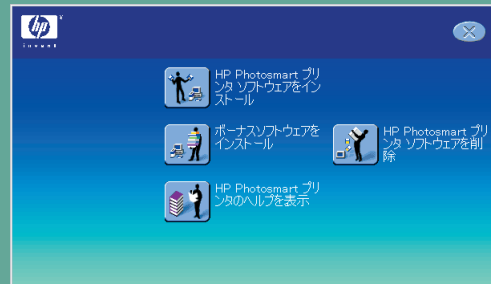 hp
invent
HP Photosmart プリ
ンタ ソフトウェアをイン
ストール
ボーナスソフトウェアを
インストール
HP Photosmart プリ
ンタ ソフトウェアを削
除
HP Photosmart プリ
ンタのヘルプを表示